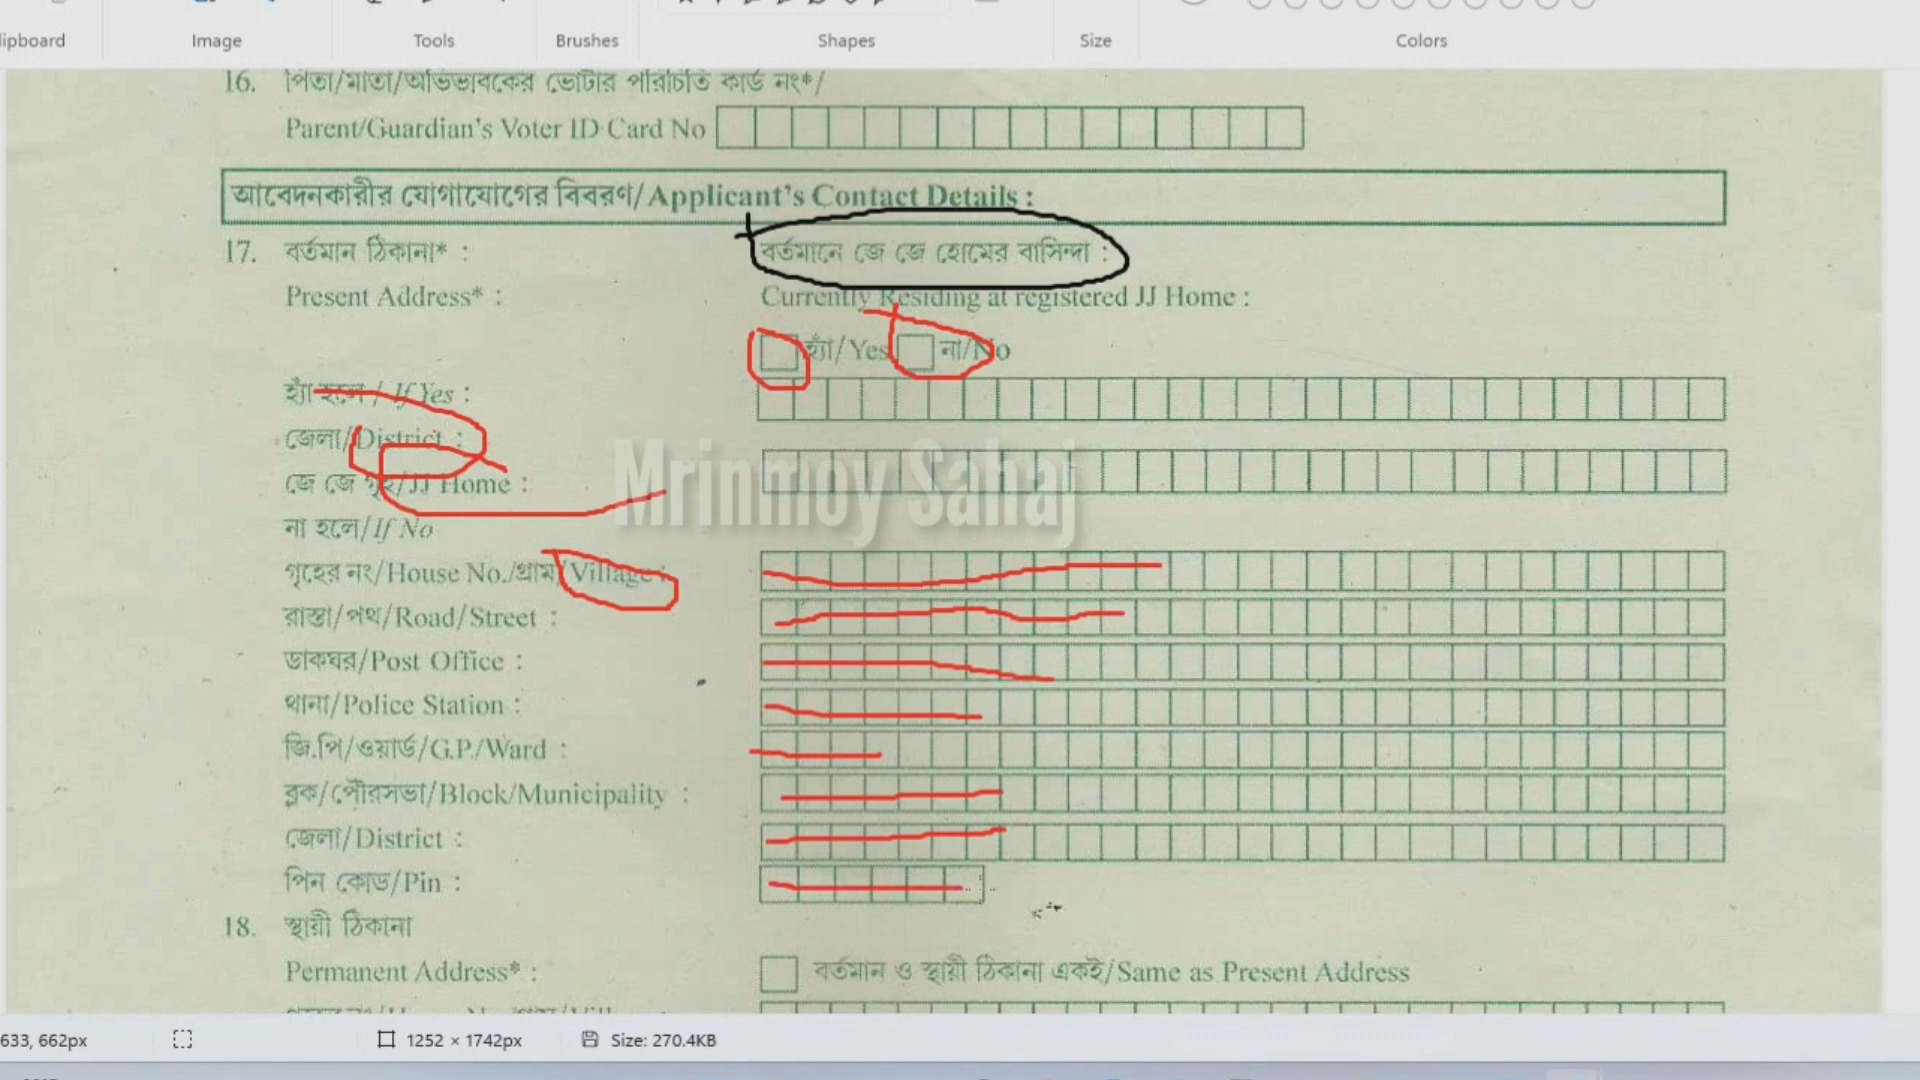 Image Tools Brushes Shapes Size Colors
16. পিতা/মাতা/অভিভাবকের ভোটার পরিচিতি কার্ড নং*/
Parent/Guardian's Voter ID Card No
আবেদনকারীর যোগাযোগের বিবরণ/Applicant's Contact Details :
17. বর্তমান ঠিকানা* : বর্তমানে জে জে হোমের বাসিন্দা :
Present Address* : Currently Residing at registered JJ Home :
হ্যাঁ/Yes না/No
হ্যাঁ হলে / If Yes :
জেলা/District :
জে জে গৃহ/JJ Home :
Mrinmoy Sahaj
না হলে/If No
গৃহের নং/House No./গ্রাম/Village :
রাস্তা/পথ/Road/Street :
ডাকঘর/Post Office :
থানা/Police Station :
জি.পি/ওয়ার্ড/G.P./Ward :
ব্লক/পৌরসভা/Block/Municipality :
জেলা/District :
পিন কোড/Pin :
18. স্থায়ী ঠিকানা
Permanent Address* : বর্তমান ও স্থায়ী ঠিকানা একই/Same as Present Address
633, 662px 1252 × 1742px Size: 270.4KB